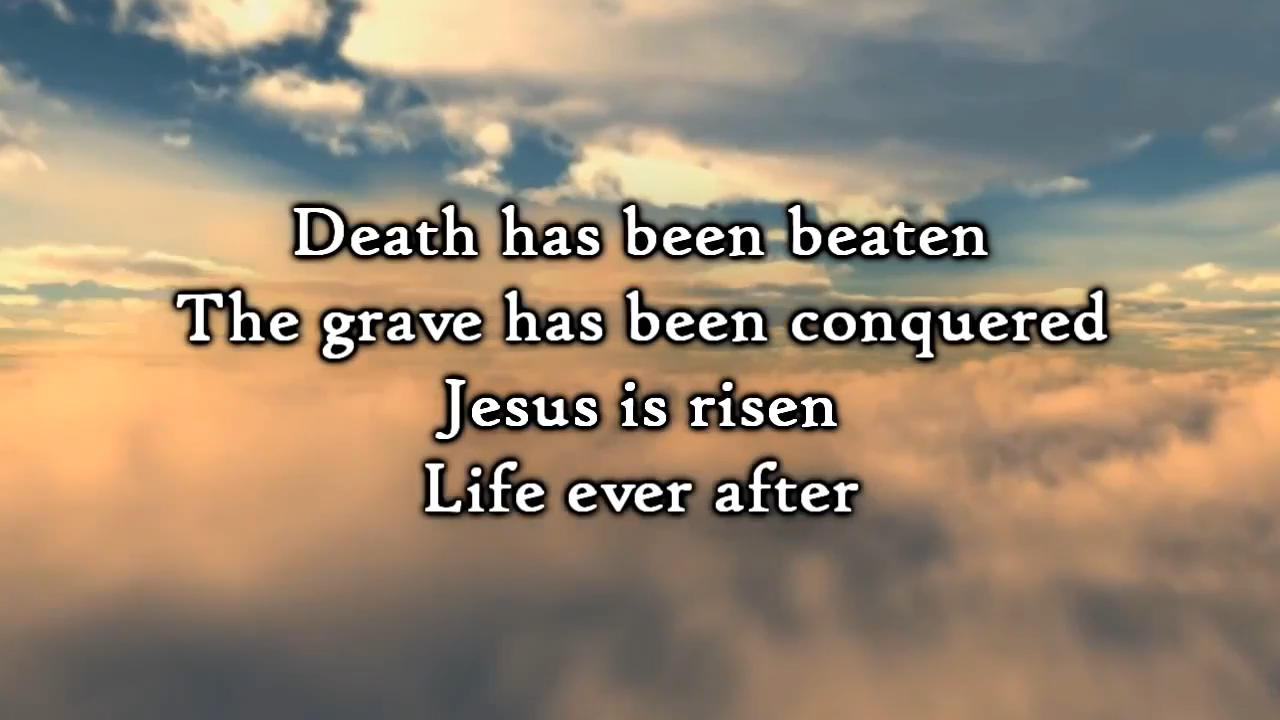 Death has been beaten
The grave has been conquered
Jesus is risen
Life ever after